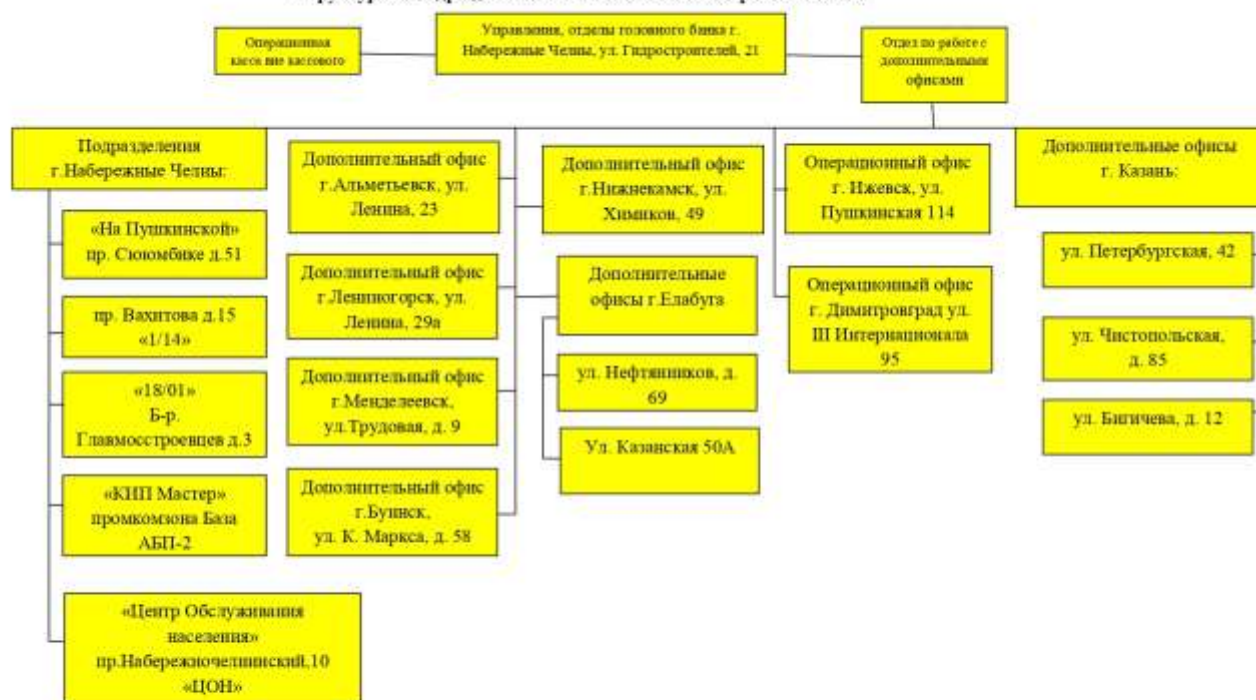 Операционная
касса вне кассового
Управления, отделы головного банка г.
Набережные Челны, ул. Гидростроителей, 21
Отдел по работе с
дополнительными
офисами
Подразделения
г.Набережные Челны:
«На Пушкинской»
пр. Сююмбике д.51
пр. Вахитова д.15
«1/14»
«18/01»
Б-р.
Главмосстроевцев д.3
«КИП Мастер»
промкомзона База
АБП-2
«Центр Обслуживания
населения»
пр.Набережночелнинский,10
«ЦОН»
Дополнительный офис
г.Альметьевск, ул.
Ленина, 23
Дополнительный офис
г.Лениногорск, ул.
Ленина, 29а
Дополнительный офис
г.Менделеевск,
ул.Трудовая, д. 9
Дополнительный офис
г.Буинск,
ул. К. Маркса, д. 58
Дополнительный офис
г.Нижнекамск, ул.
Химиков, 49
Дополнительные
офисы г.Елабуга
ул. Нефтянников, д.
69
Ул. Казанская 50А
Операционный офис
г. Ижевск, ул.
Пушкинская 114
Операционный офис
г. Димитровград ул.
III Интернационала
95
Дополнительные офисы
г. Казань:
ул. Петербургская, 42
ул. Чистопольская,
д. 85
ул. Бигичева, д. 12